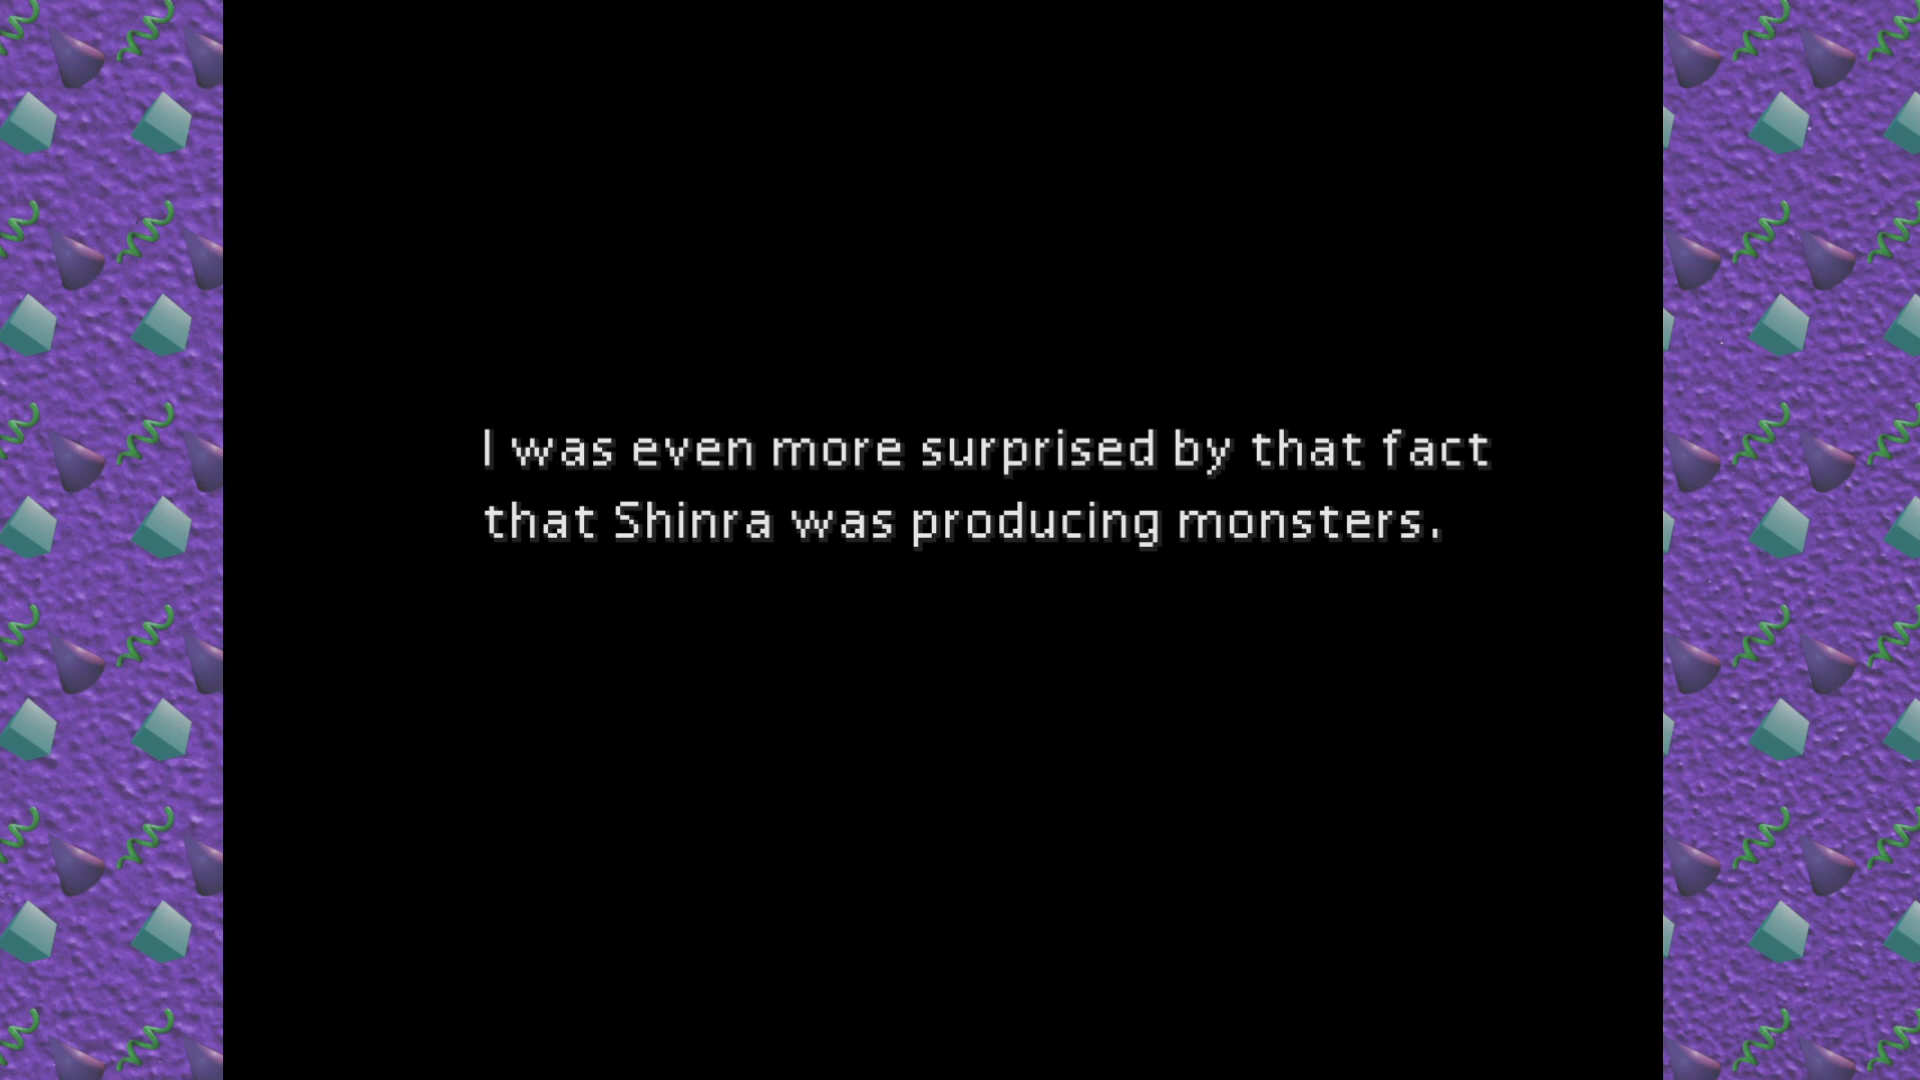 I was even more surprised by that fact
that Shinra was producing monsters.